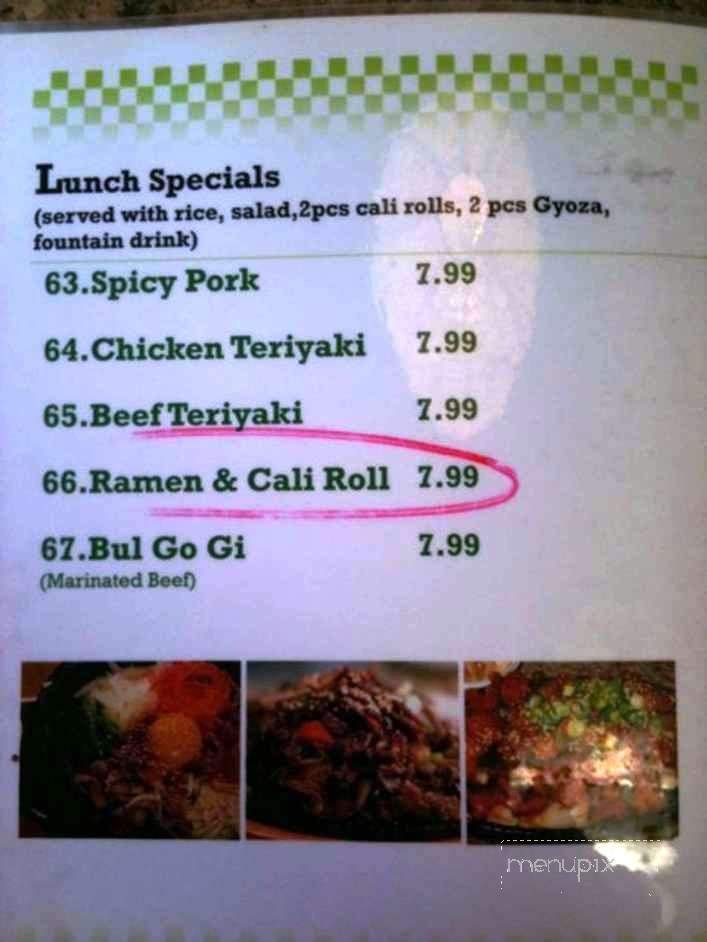 Lunch Specials
(served with rice, salad,2pcs cali rolls, 2 pcs Gyoza,
fountain drink)
63.Spicy Pork 7.99
64.Chicken Teriyaki 7.99
65.Beef Teriyaki 7.99
66.Ramen & Cali Roll 7.99
67.Bul Go Gi 7.99
(Marinated Beef)
menupix